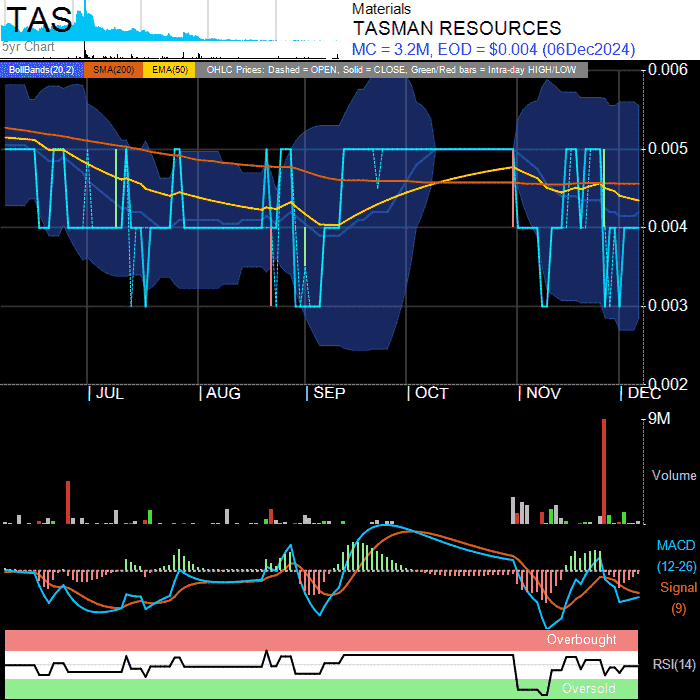 TAS
5yr Chart
Materials
TASMAN RESOURCES
MC = 3.2M, EOD = $0.004 (06Dec2024)
BollBands(20,2) SMA(200) EMA(50) OHLC Prices: Dashed = OPEN, Solid = CLOSE, Green/Red bars = Intra-day HIGH/LOW
0.006
0.005
0.004
0.003
0.002
| JUL | AUG | SEP | OCT | NOV | DEC
9M
Volume
MACD
(12-26)
Signal
(9)
Overbought
RSI(14)
Oversold